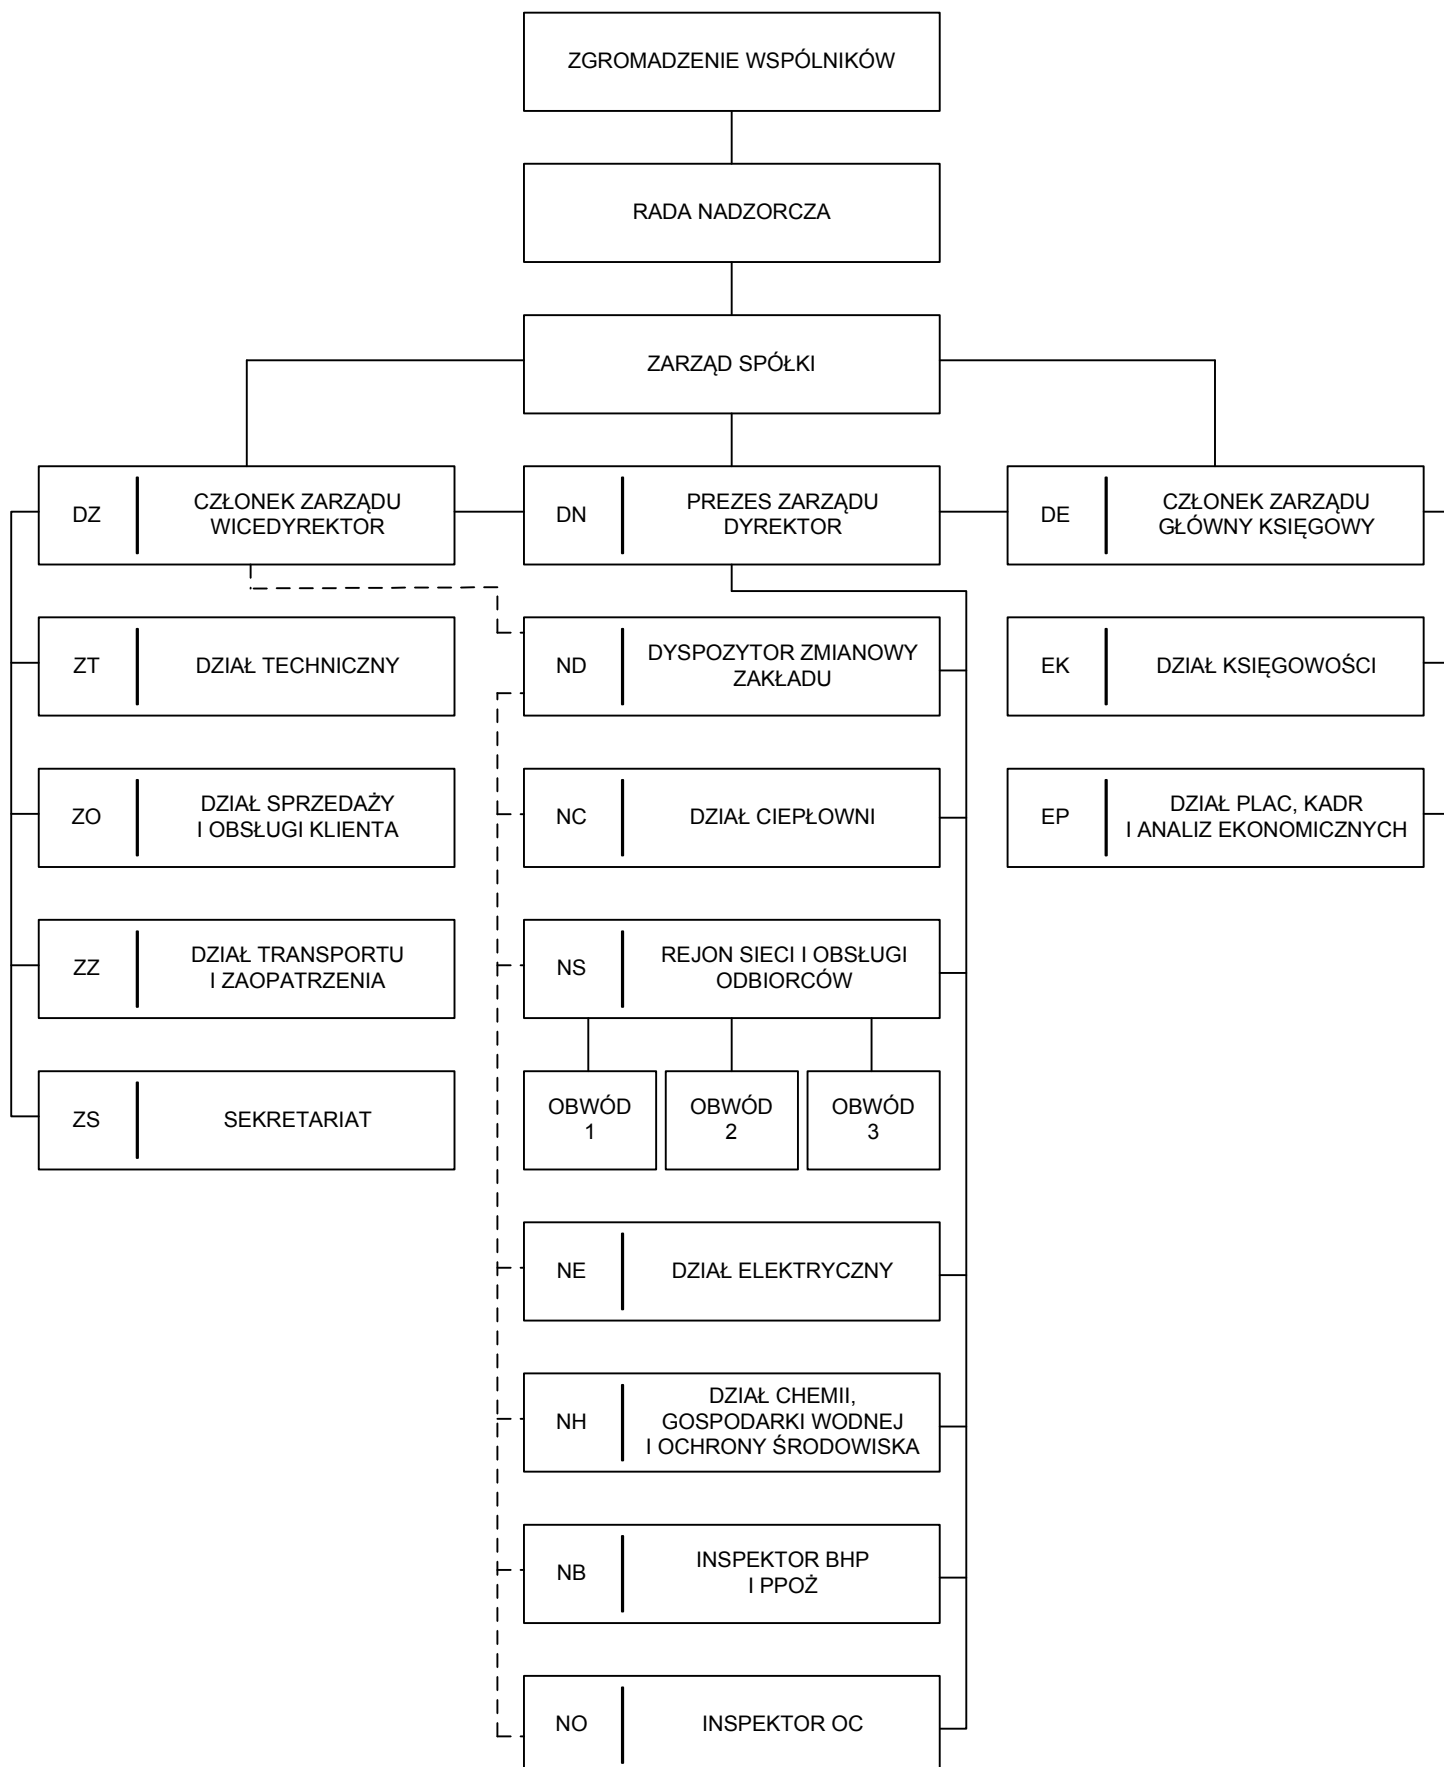 ZGROMADZENIE WSPÓLNIKÓW
RADA NADZORCZA
ZARZĄD SPÓŁKI
DZ
CZŁONEK ZARZĄDU
WICEDYREKTOR
DN
PREZES ZARZĄDU
DYREKTOR
DE
CZŁONEK ZARZĄDU
GŁÓWNY KSIĘGOWY
ZT
DZIAŁ TECHNICZNY
ND
DYSPOZYTOR ZMIANOWY
ZAKŁADU
EK
DZIAŁ KSIĘGOWOŚCI
ZO
DZIAŁ SPRZEDAŻY
I OBSŁUGI KLIENTA
NC
DZIAŁ CIEPŁOWNI
EP
DZIAŁ PLAC, KADR
I ANALIZ EKONOMICZNYCH
ZZ
DZIAŁ TRANSPORTU
I ZAOPATRZENIA
NS
REJON SIECI I OBSŁUGI
ODBIORCÓW
ZS
SEKRETARIAT
OBWÓD
1
OBWÓD
2
OBWÓD
3
NE
DZIAŁ ELEKTRYCZNY
NH
DZIAŁ CHEMII,
GOSPODARKI WODNEJ
I OCHRONY ŚRODOWISKA
NB
INSPEKTOR BHP
I PPOŻ
NO
INSPEKTOR OC